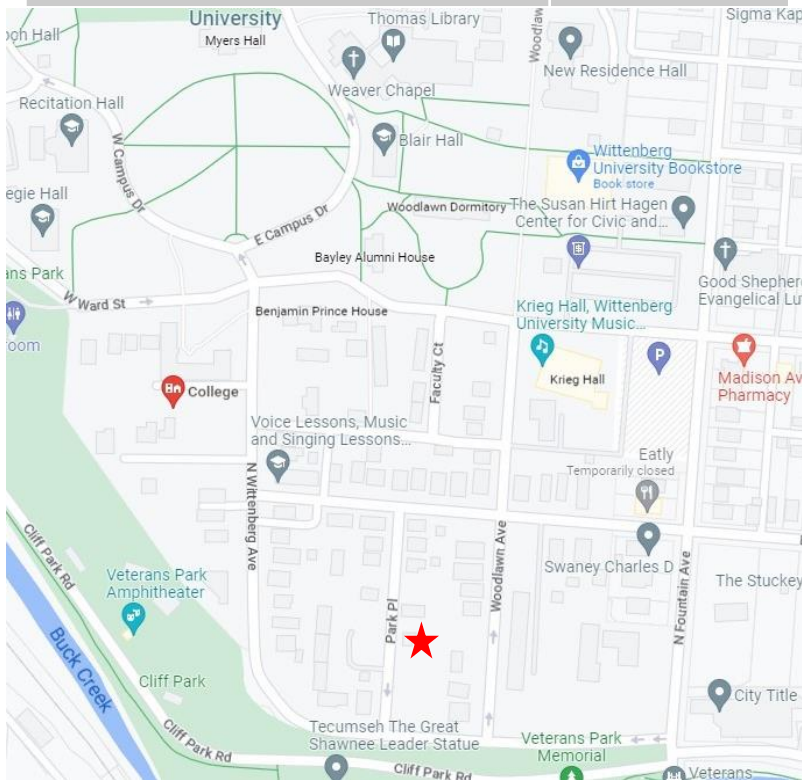 University
Myers Hall
Thomas Library
Sigma Kap
och Hall
Weaver Chapel
New Residence Hall
Woodlawn
Recitation Hall
Blair Hall
W Campus Dr
Wittenberg
University Bookstore
Book store
egie Hall
Woodlawn Dormitory
The Susan Hirt Hagen
Center for Civic and...
E Campus Dr
Bayley Alumni House
ans Park
Good Shepher
Evangelical Lu
W Ward St
Benjamin Prince House
Krieg Hall, Wittenberg
University Music...
oom
Faculty Ct
P
Krieg Hall
Madison Av
Pharmacy
College
Voice Lessons, Music
and Singing Lessons...
Eatly
Temporarily closed
N Wittenberg Ave
Cliff Park Rd
Woodlawn Ave
Swaney Charles D
N Fountain Ave
The Stuckey
Veterans Park
Amphitheater
Park Pl
Buck Creek
Cliff Park
City Title
Tecumseh The Great
Shawnee Leader Statue
Cliff Park Rd
Veterans Park
Memorial
Cliff Park Rd
Veterans